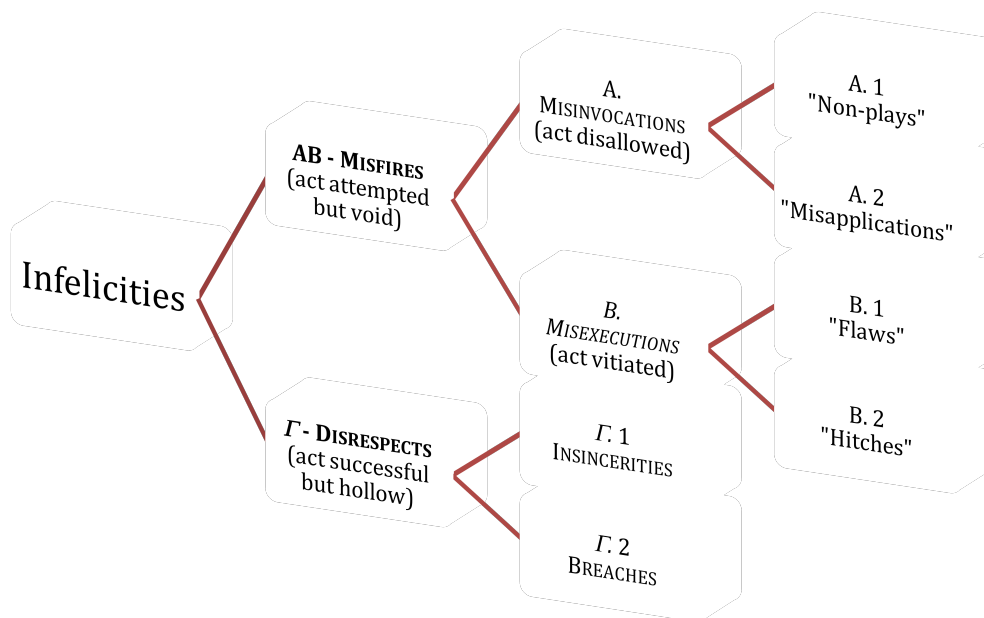 Infelicities
AB - MISFIRES
(act attempted
but void)
Γ - DISRESPECTS
(act successful
but hollow)
A.
MISINVOCATIONS
(act disallowed)
B.
MISEXECUTIONS
(act vitiated)
Γ. 1
INSINCERITIES
Γ. 2
BREACHES
A. 1
"Non-plays"
A. 2
"Misapplications"
B. 1
"Flaws"
B. 2
"Hitches"